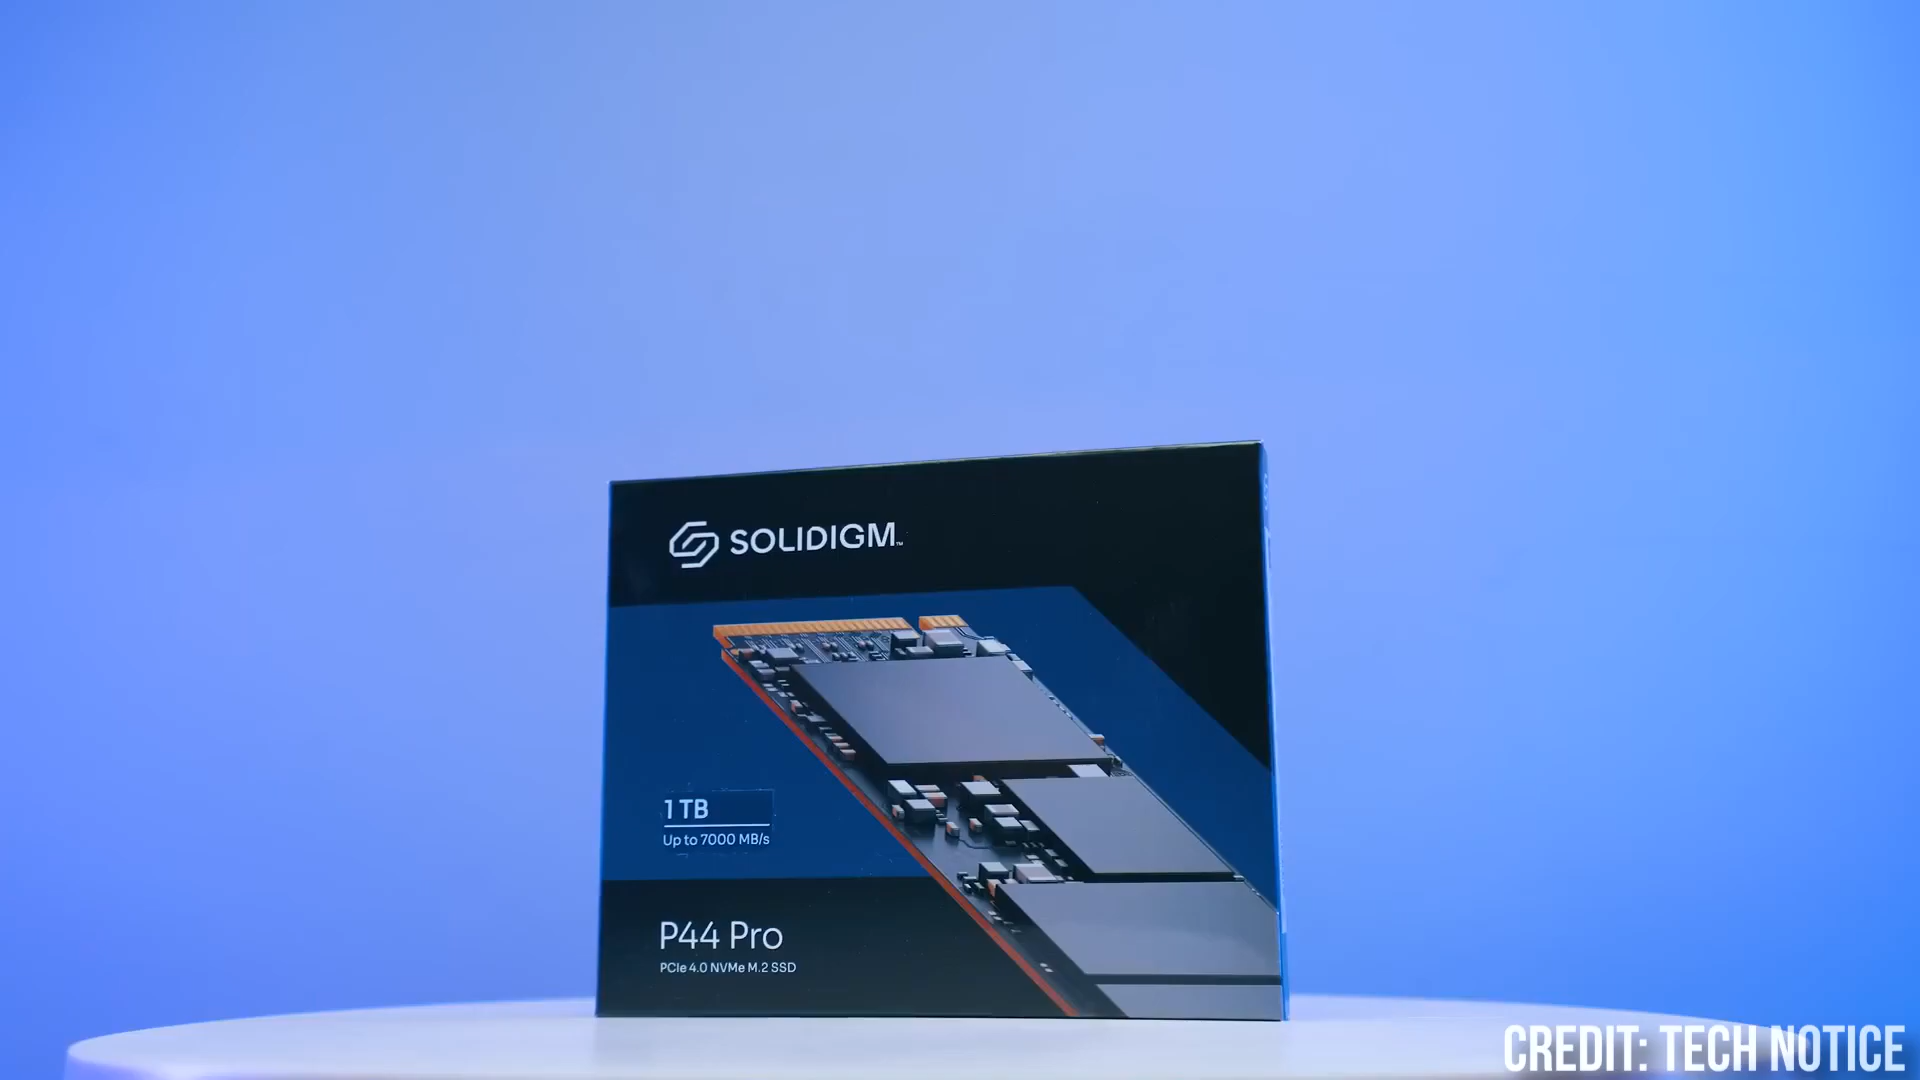 SOLIDIGM™
1 TB
Up to 7000 MB/s
P44 Pro
PCIe 4.0 NVMe M.2 SSD
CREDIT: TECH NOTICE